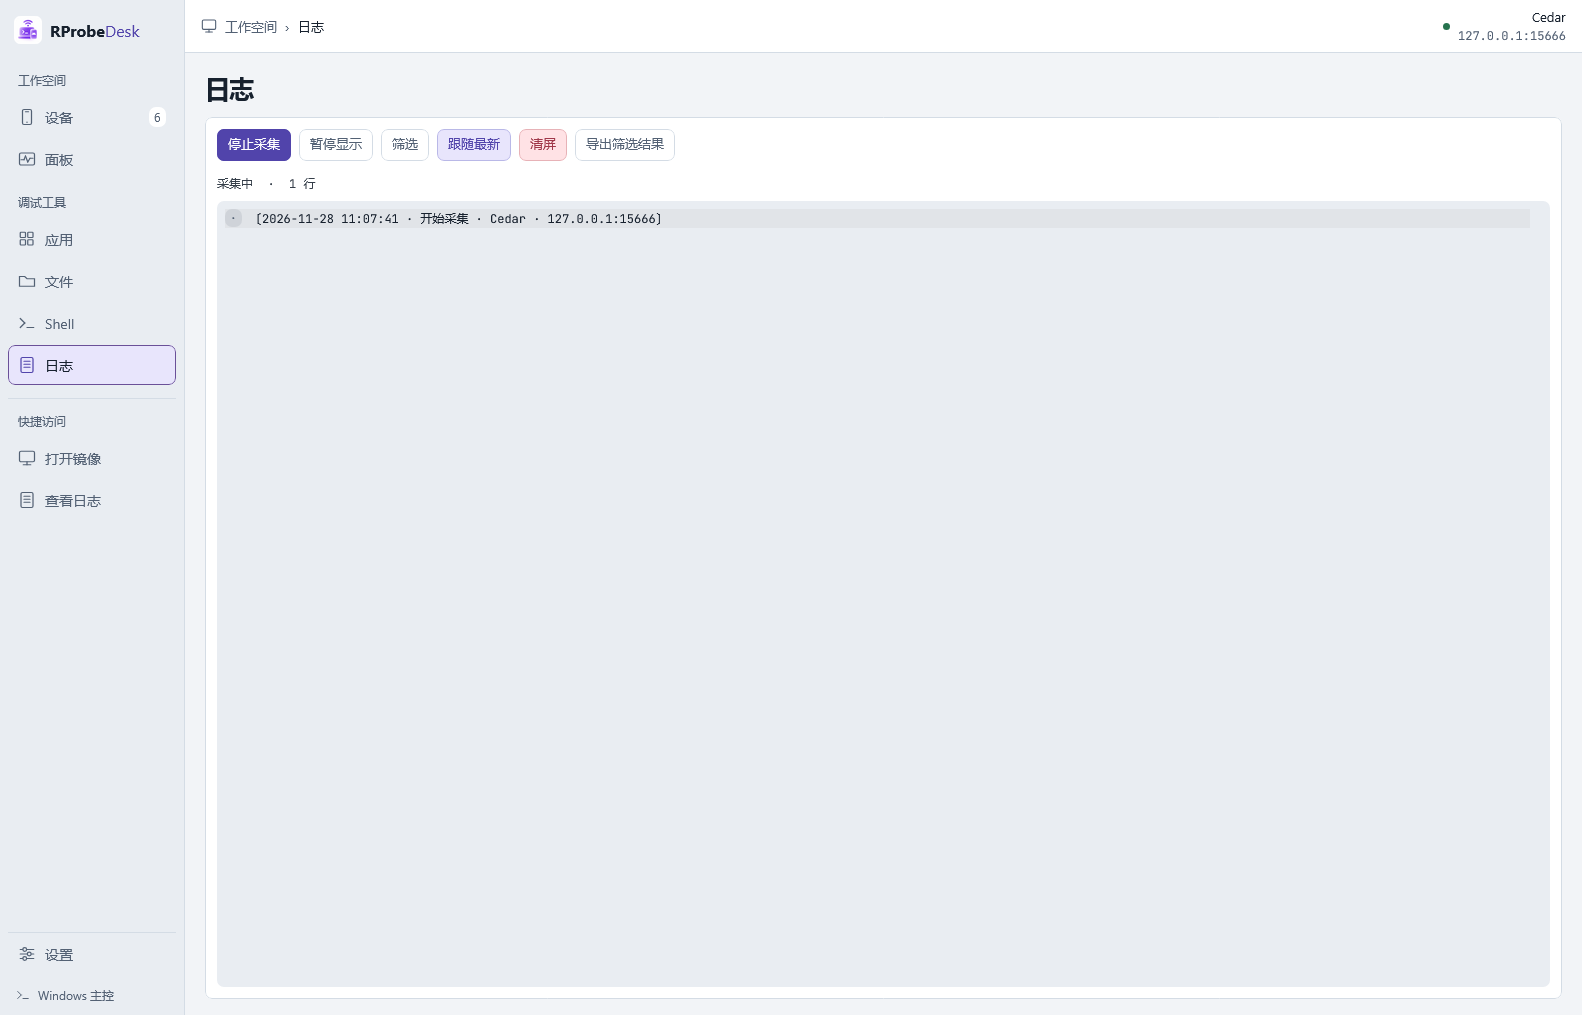 RProbeDesk
工作空间
设备 6
面板
调试工具
应用
文件
Shell
日志
快捷访问
打开镜像
查看日志
设置
Windows 主控
工作空间 › 日志
Cedar
127.0.0.1:15666
日志
停止采集 暂停显示 筛选 跟随最新 清屏 导出筛选结果
采集中 · 1 行
· [2026-11-28 11:07:41 · 开始采集 · Cedar · 127.0.0.1:15666]